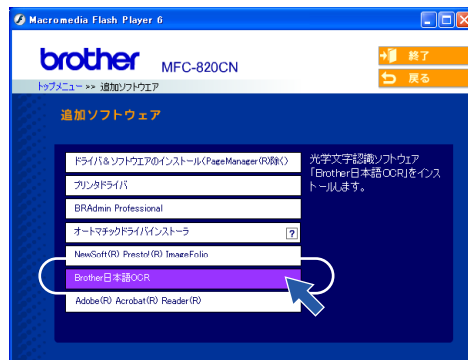 Macromedia Flash Player 6
brother
MFC-820CN
終了
戻る
トップメニュー >> 追加ソフトウエア
追加ソフトウェア
ドライバ&ソフトウエアのインストール(PageManager(R)除く)
プリンタドライバ
BRAdmin Professional
オートマチックドライバインストーラ ?
NewSoft(R) Presto!(R) ImageFolio
Brother日本語OCR
Adobe(R) Acrobat(R) Reader(R)
光学文字認識ソフトウェア
「Brother日本語OCR」をインス
トールします。